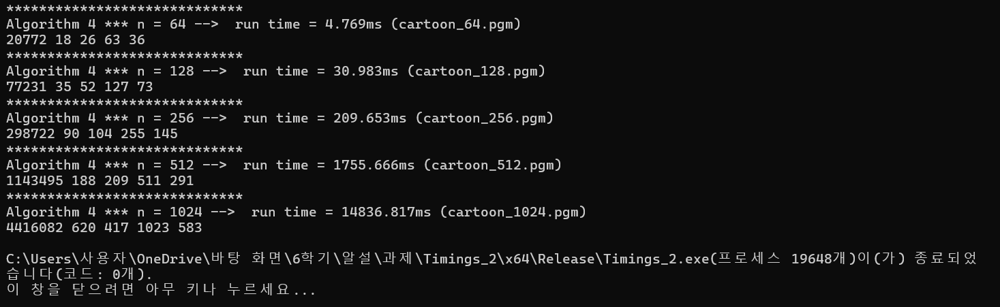 *****************************
Algorithm 4 *** n = 64 -->  run time = 4.769ms (cartoon_64.pgm)
20772 18 26 63 36
*****************************
Algorithm 4 *** n = 128 -->  run time = 30.983ms (cartoon_128.pgm)
77231 35 52 127 73
*****************************
Algorithm 4 *** n = 256 -->  run time = 209.653ms (cartoon_256.pgm)
298722 90 104 255 145
*****************************
Algorithm 4 *** n = 512 -->  run time = 1755.666ms (cartoon_512.pgm)
1143495 188 209 511 291
*****************************
Algorithm 4 *** n = 1024 -->  run time = 14836.817ms (cartoon_1024.pgm)
4416082 620 417 1023 583
C:\Users\사용자\OneDrive\바탕 화면\6학기\알설\과제\Timings_2\x64\Release\Timings_2.exe(프로세스 19648개)이(가) 종료되었
습니다(코드: 0개).
이 창을 닫으려면 아무 키나 누르세요...